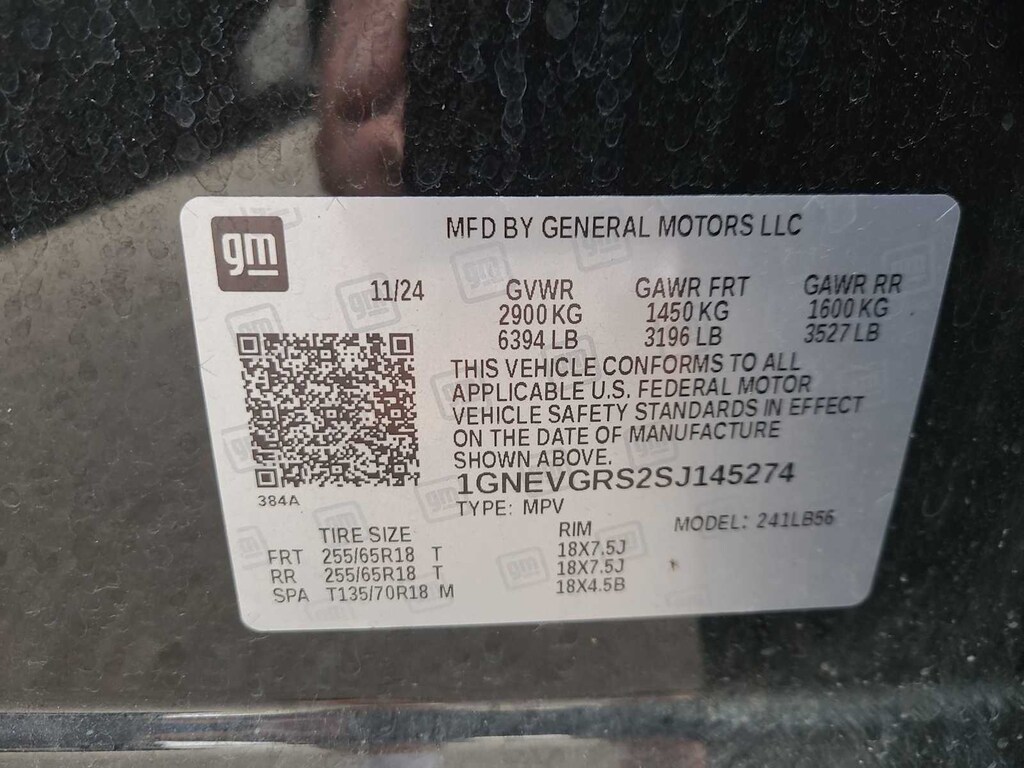 gm
MFD BY GENERAL MOTORS LLC
11/24
GVWR GAWR FRT GAWR RR
2900 KG 1450 KG 1600 KG
6394 LB 3196 LB 3527 LB
THIS VEHICLE CONFORMS TO ALL
APPLICABLE U.S. FEDERAL MOTOR
VEHICLE SAFETY STANDARDS IN EFFECT
ON THE DATE OF MANUFACTURE
SHOWN ABOVE.
1GNEVGRS2SJ145274
384A
TYPE: MPV
MODEL: 241LB56
TIRE SIZE RIM
FRT 255/65R18 T 18X7.5J
RR 255/65R18 T 18X7.5J
SPA T135/70R18 M 18X4.5B